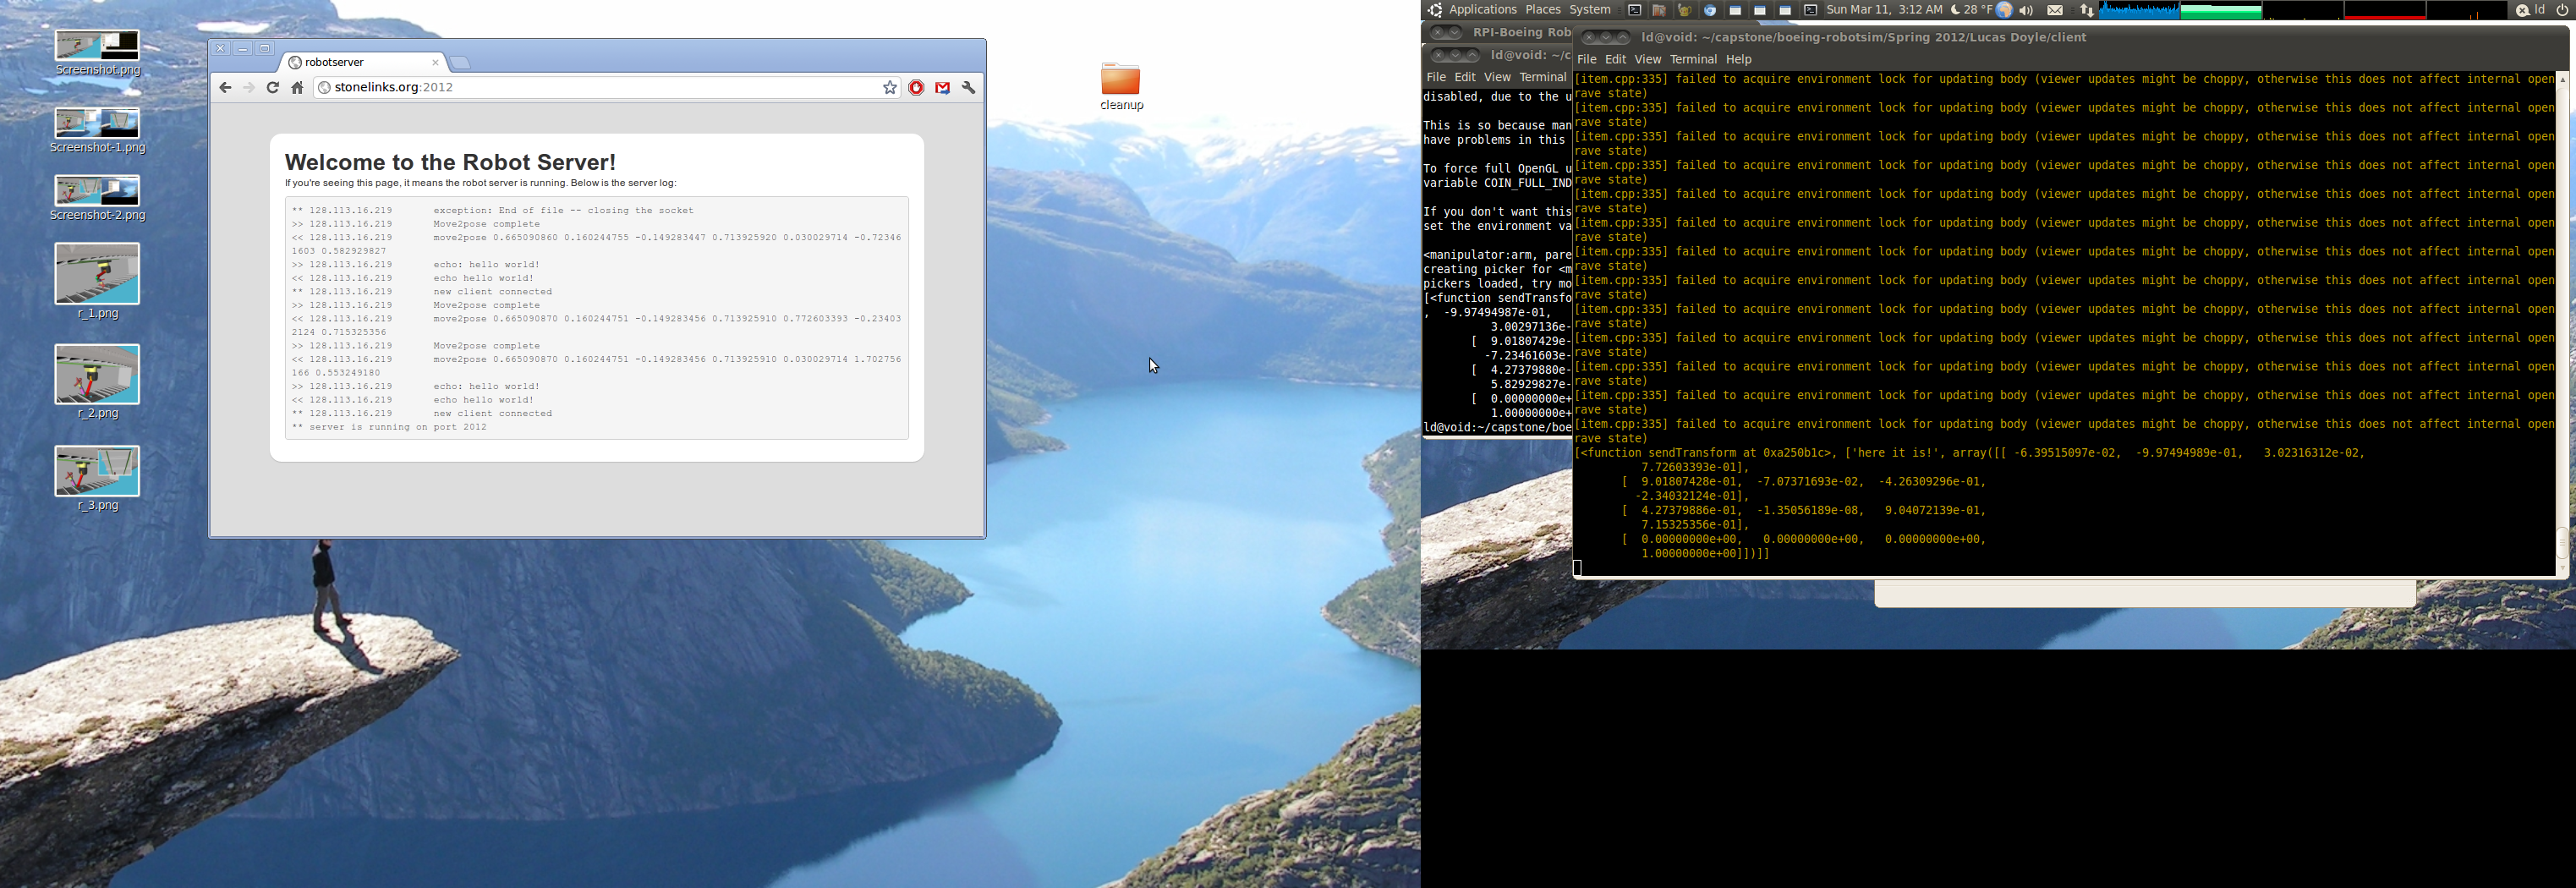 Screenshot.png
Screenshot-1.png
Screenshot-2.png
r_1.png
r_2.png
r_3.png
robotserver
stonelinks.org:2012
Welcome to the Robot Server!
If you're seeing this page, it means the robot server is running. Below is the server log:
** 128.113.16.219 exception: End of file -- closing the socket
>> 128.113.16.219 Move2pose complete
<< 128.113.16.219 move2pose 0.665090860 0.160244755 -0.149283447 0.713925920 0.030029714 -0.72346
1603 0.582929827
>> 128.113.16.219 echo: hello world!
<< 128.113.16.219 echo hello world!
** 128.113.16.219 new client connected
>> 128.113.16.219 Move2pose complete
<< 128.113.16.219 move2pose 0.665090870 0.160244751 -0.149283456 0.713925910 0.772603393 -0.23403
2124 0.715325356
>> 128.113.16.219 Move2pose complete
<< 128.113.16.219 move2pose 0.665090870 0.160244751 -0.149283456 0.713925910 0.030029714 1.702756
166 0.553249180
>> 128.113.16.219 echo: hello world!
<< 128.113.16.219 echo hello world!
** 128.113.16.219 new client connected
** server is running on port 2012
cleanup
Applications Places System Sun Mar 11, 3:12 AM 28 °F ld
RPI-Boeing Rob
ld@void: ~/c
File Edit View Terminal
disabled, due to the u
This is so because man
have problems in this
To force full OpenGL u
variable COIN_FULL_IND
If you don't want this
set the environment va
<manipulator:arm, pare
creating picker for <m
pickers loaded, try mo
[<function sendTransfo
, -9.97494987e-01,
3.00297136e-
[ 9.01807429e-
-7.23461603e-
[ 4.27379880e-
5.82929827e-
[ 0.00000000e+
1.00000000e+
ld@void:~/capstone/boe
ld@void: ~/capstone/boeing-robotsim/Spring 2012/Lucas Doyle/client
File Edit View Terminal Help
[item.cpp:335] failed to acquire environment lock for updating body (viewer updates might be choppy, otherwise this does not affect internal open
rave state)
[item.cpp:335] failed to acquire environment lock for updating body (viewer updates might be choppy, otherwise this does not affect internal open
rave state)
[item.cpp:335] failed to acquire environment lock for updating body (viewer updates might be choppy, otherwise this does not affect internal open
rave state)
[item.cpp:335] failed to acquire environment lock for updating body (viewer updates might be choppy, otherwise this does not affect internal open
rave state)
[item.cpp:335] failed to acquire environment lock for updating body (viewer updates might be choppy, otherwise this does not affect internal open
rave state)
[item.cpp:335] failed to acquire environment lock for updating body (viewer updates might be choppy, otherwise this does not affect internal open
rave state)
[item.cpp:335] failed to acquire environment lock for updating body (viewer updates might be choppy, otherwise this does not affect internal open
rave state)
[item.cpp:335] failed to acquire environment lock for updating body (viewer updates might be choppy, otherwise this does not affect internal open
rave state)
[item.cpp:335] failed to acquire environment lock for updating body (viewer updates might be choppy, otherwise this does not affect internal open
rave state)
[item.cpp:335] failed to acquire environment lock for updating body (viewer updates might be choppy, otherwise this does not affect internal open
rave state)
[item.cpp:335] failed to acquire environment lock for updating body (viewer updates might be choppy, otherwise this does not affect internal open
rave state)
[item.cpp:335] failed to acquire environment lock for updating body (viewer updates might be choppy, otherwise this does not affect internal open
rave state)
[item.cpp:335] failed to acquire environment lock for updating body (viewer updates might be choppy, otherwise this does not affect internal open
rave state)
[<function sendTransform at 0xa250b1c>, ['here it is!', array([[ -6.39515097e-02, -9.97494989e-01, 3.02316312e-02,
7.72603393e-01],
[ 9.01807428e-01, -7.07371693e-02, -4.26309296e-01,
-2.34032124e-01],
[ 4.27379886e-01, -1.35056189e-08, 9.04072139e-01,
7.15325356e-01],
[ 0.00000000e+00, 0.00000000e+00, 0.00000000e+00,
1.00000000e+00]])]]